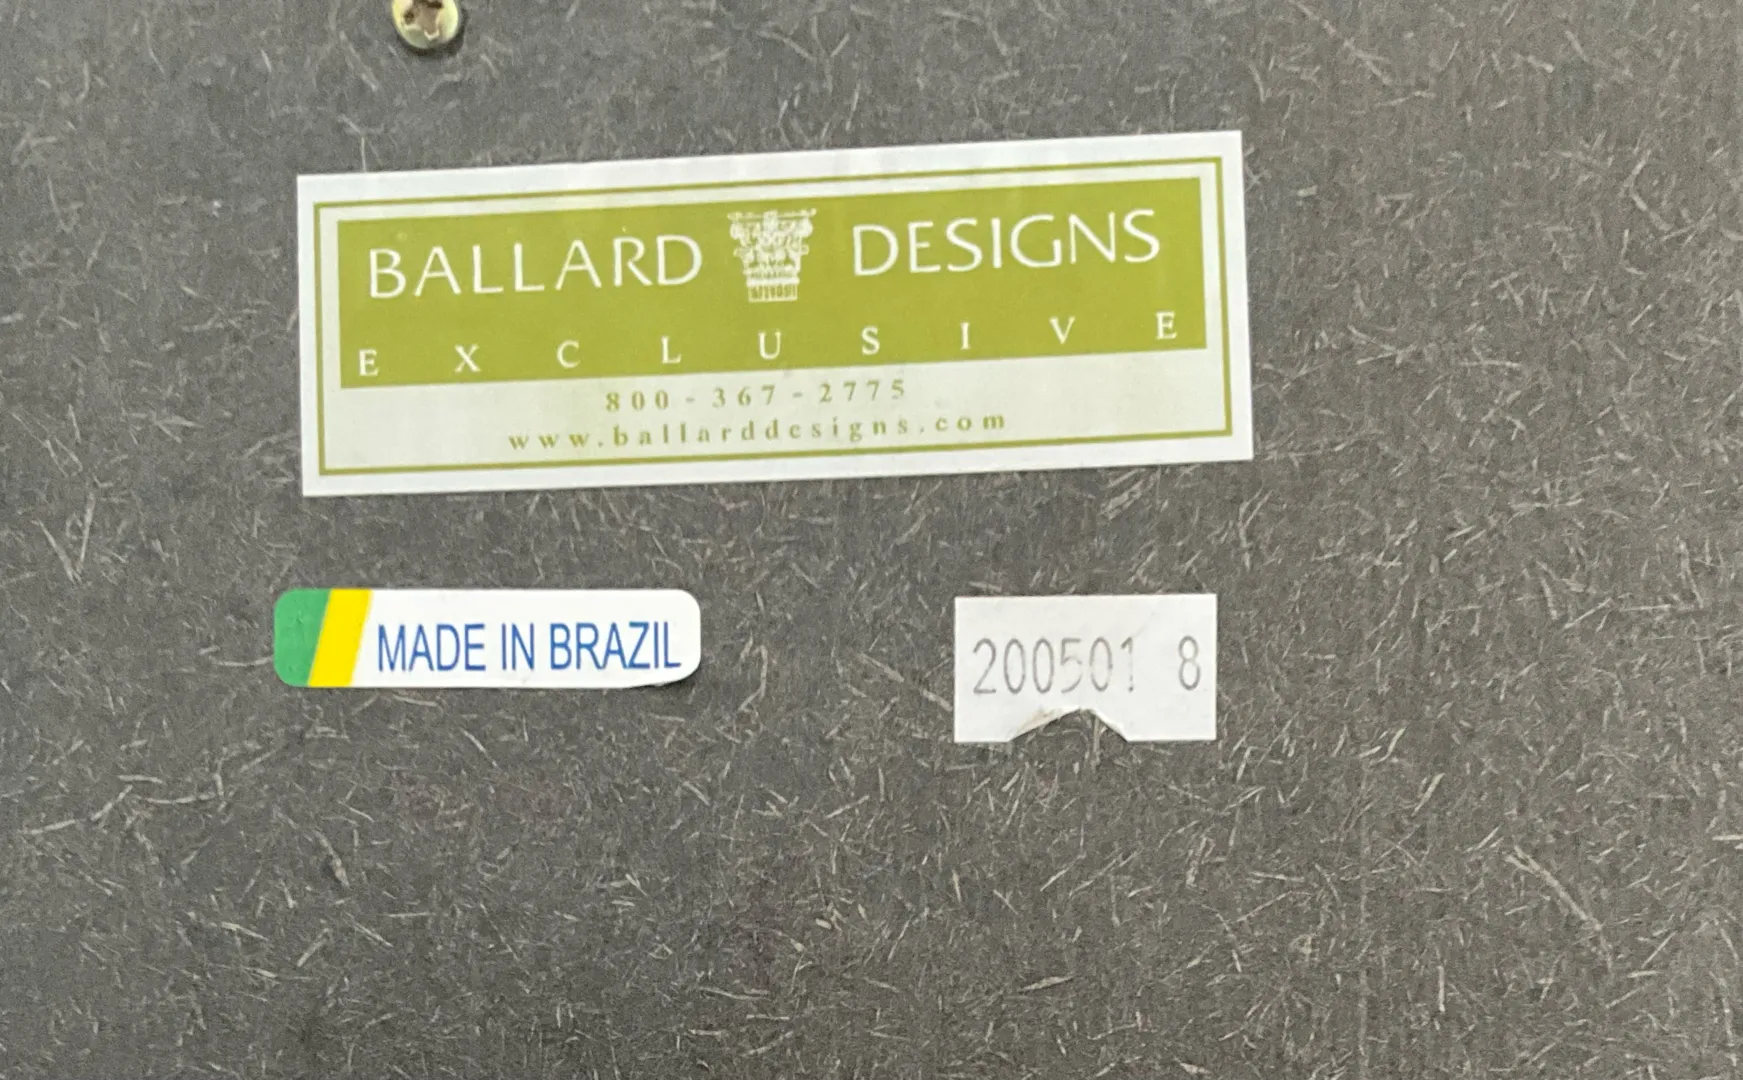 BALLARD DESIGNS
EXCLUSIVE
800-367-2775
www.ballarddesigns.com
MADE IN BRAZIL
200501 8